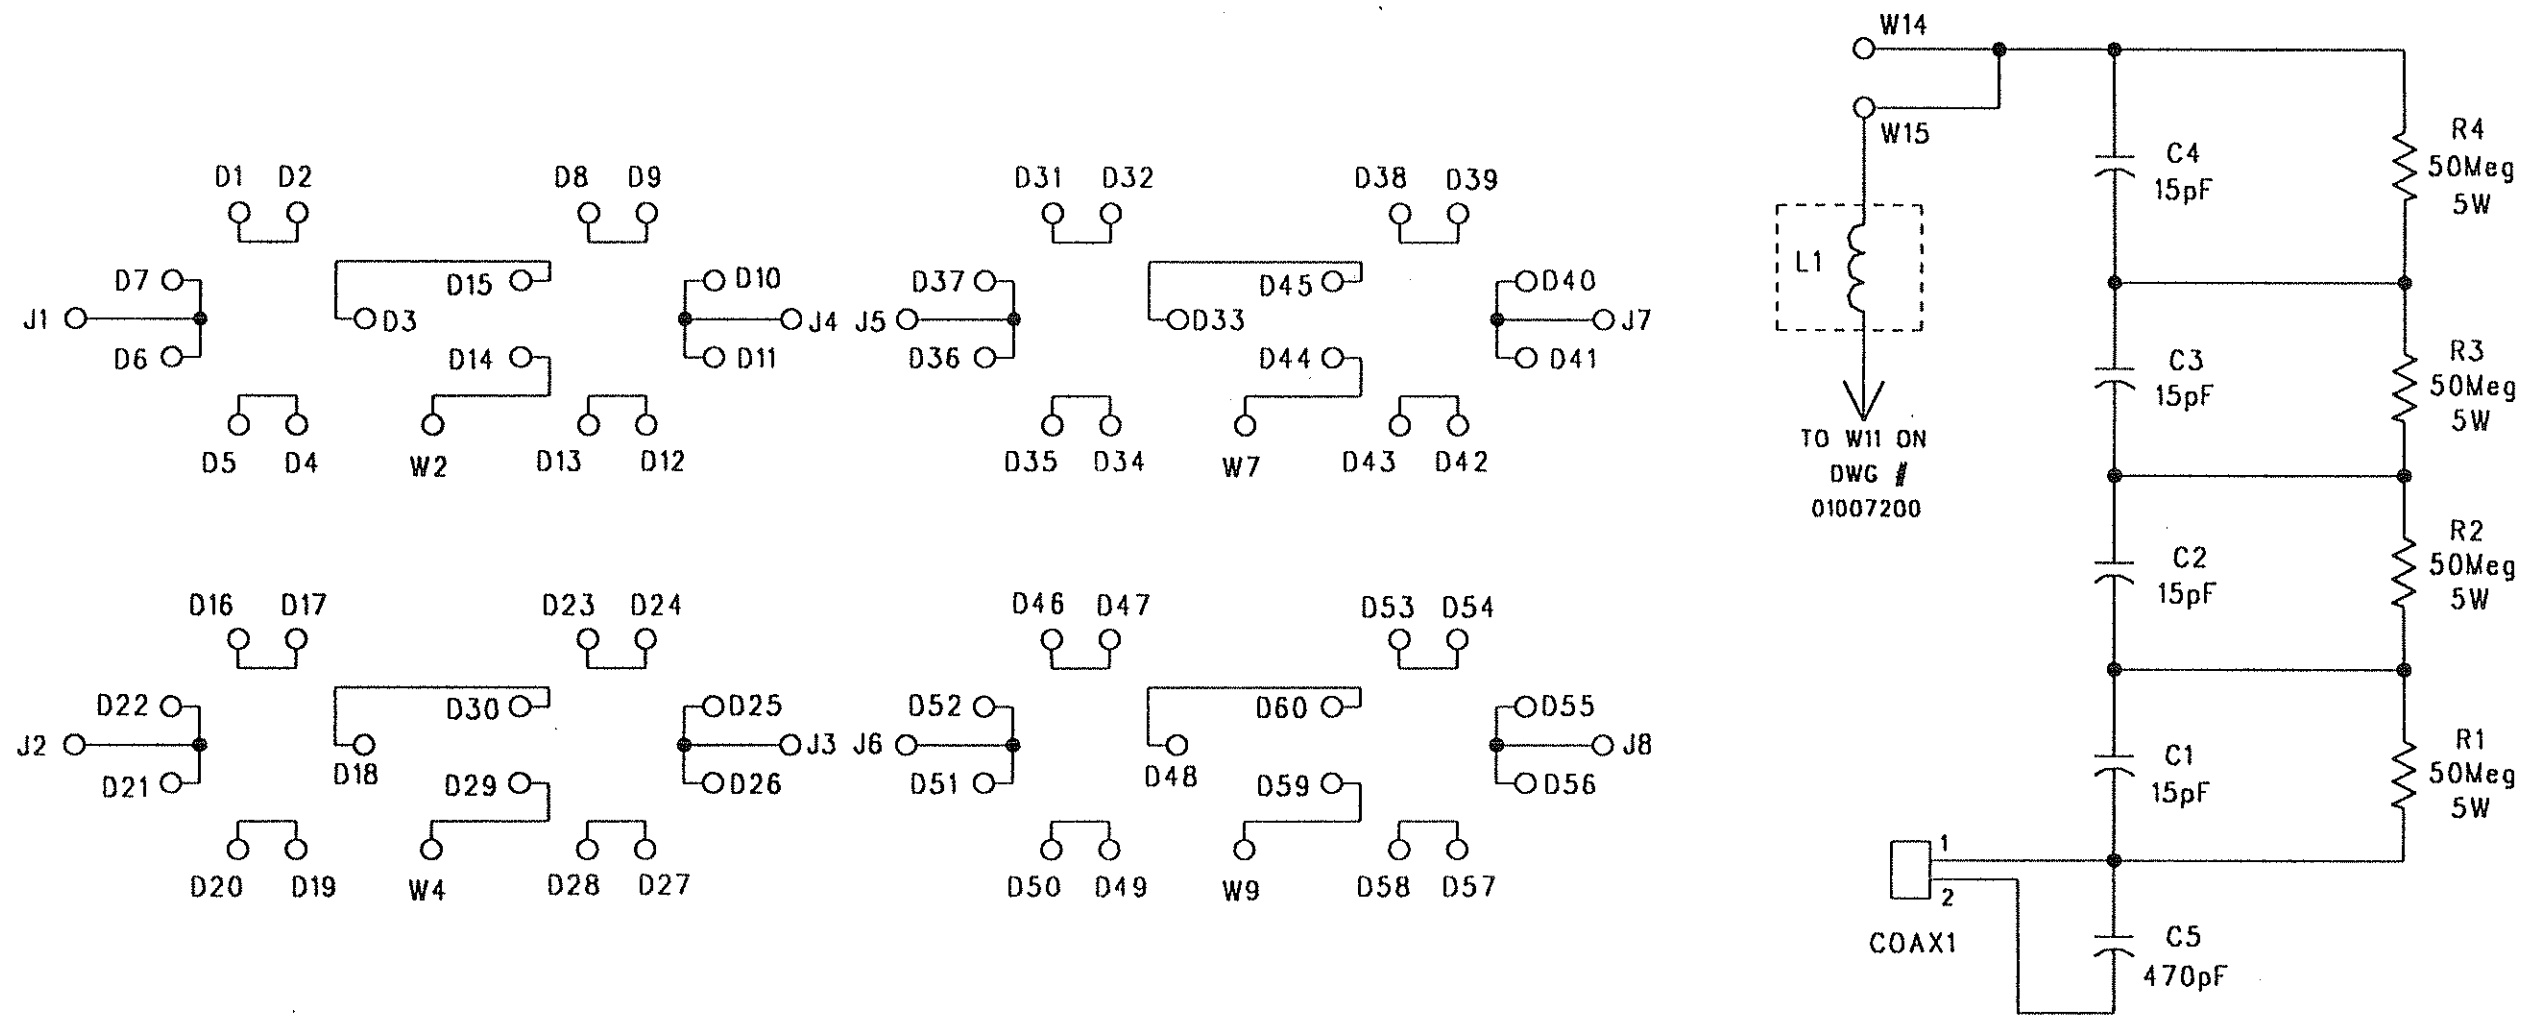 W14
W15
D1 D2
D8 D9
D31 D32
D38 D39
R4
50Meg
5W
C4
15pF
L1
D7
D15
D10
D37
D45
D40
J1
D3
J4
J5
D33
J7
D6
D14
D11
D36
D44
D41
R3
50Meg
5W
C3
15pF
TO W11 ON
DWG #
01007200
D5 D4
W2
D13 D12
D35 D34
W7
D43 D42
R2
50Meg
5W
C2
15pF
D16 D17
D23 D24
D46 D47
D53 D54
D22
D30
D25
D52
D60
D55
J2
D18
J3
J6
D48
J8
D21
D29
D26
D51
D59
D56
R1
50Meg
5W
C1
15pF
D20 D19
W4
D28 D27
D50 D49
W9
D58 D57
1
2
COAX1
C5
470pF